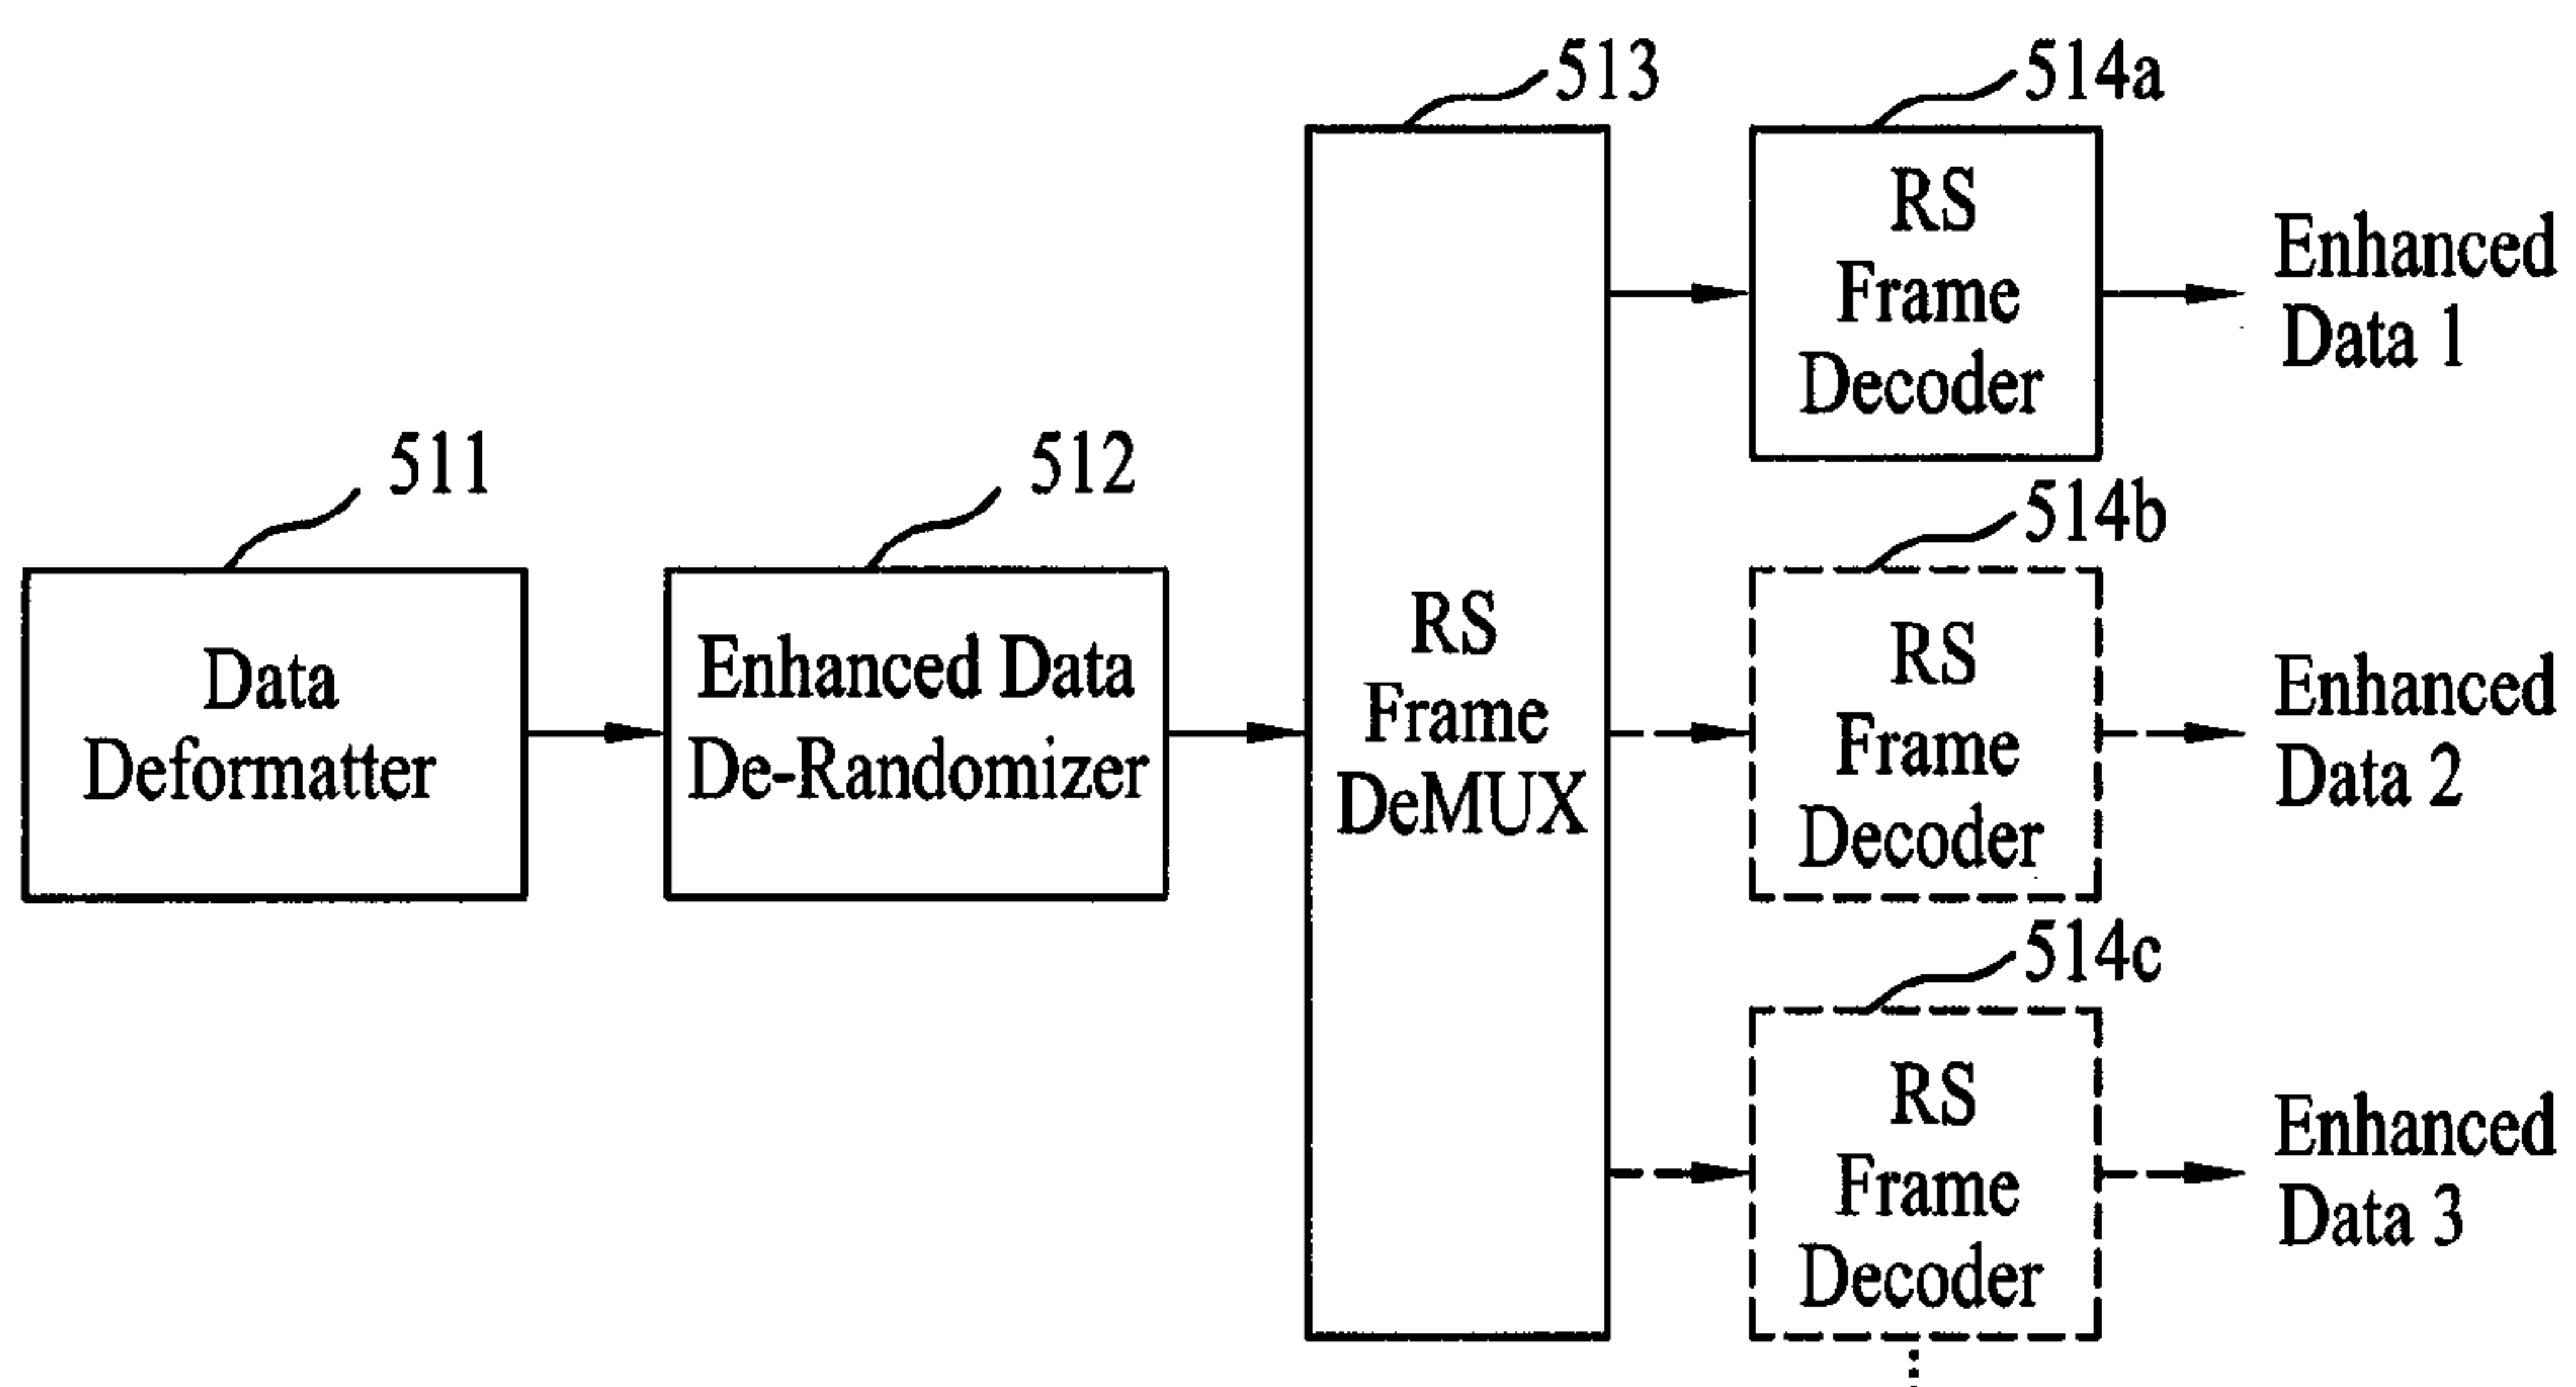 513
514a
RS
Frame
Decoder
Enhanced
Data 1
511
512
514b
Data
Deformatter
Enhanced Data
De-Randomizer
RS
Frame
DeMUX
RS
Frame
Decoder
Enhanced
Data 2
514c
RS
Frame
Decoder
Enhanced
Data 3